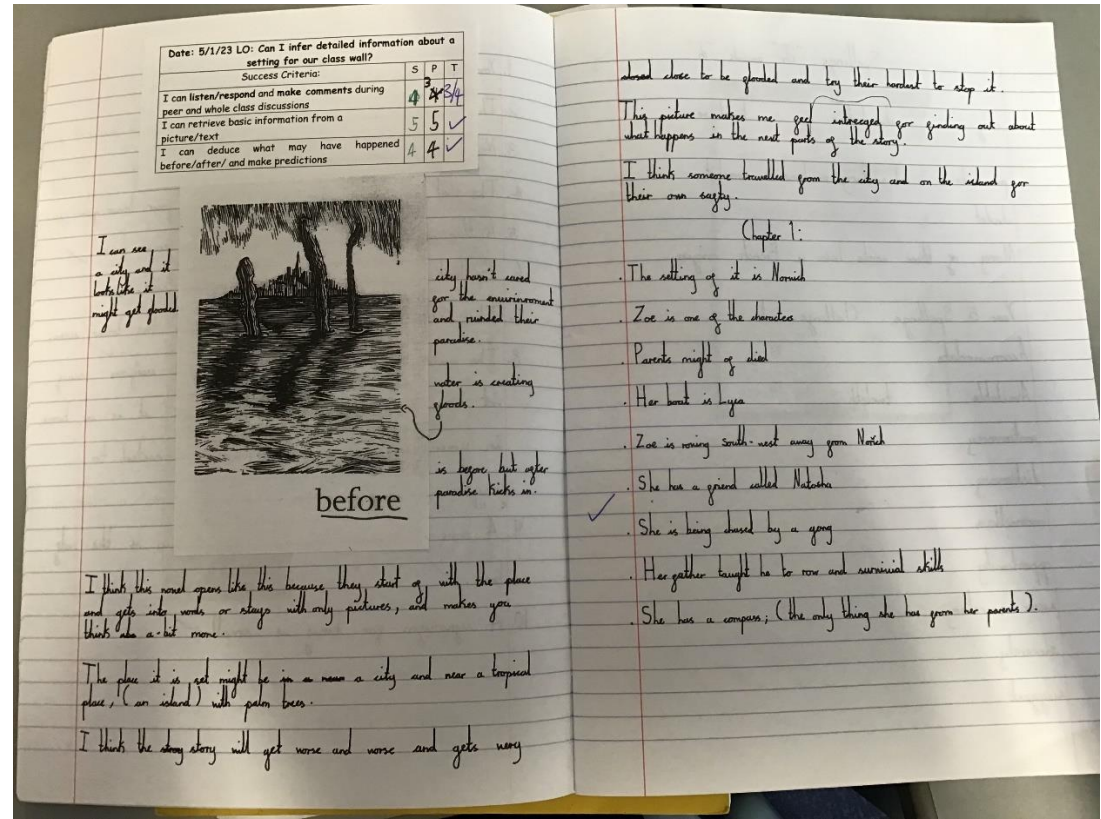 Date: 5/1/23 LO: Can I infer detailed information about a
setting for our class wall?
Success Criteria: S P T
I can listen/respond and make comments during
peer and whole class discussions 4 3 3/4
I can retrieve basic information from a
picture/text 5 5 ✓
I can deduce what may have happened
before/after/ and make predictions 4 4 ✓
I can see
a city and it
looks like it
might get flooded
city hasn't cared
for the enviurinroment
and ruinded their
paradise.
water is creating
floods.
is before but after
paradise kicks in.
before
I think this novel opens like this because they start of with the place
and gets into words or stays with only pictures, and makes you
think a-bit more.
The place it is set might be a city and near a tropical
place, (an island) with palm trees.
I think the story will get worse and worse and gets very
close to be flooded and try their hardest to stop it.
This picture makes me feel intreeged for finding out about
what happens in the next parts of the story.
I think someone travelled from the city and on the island for
their own safty.
Chapter 1:
. The setting of it is Norwich
. Zoe is one of the characters
. Parents might of died
. Her boat is Lyca
. Zoe is rowing South-west away from
. She has a friend called Natasha
✓
. She is being chased by a gang
. Her father taught he to row and survivial skills
. She has a compass; (the only thing she has from her parents).